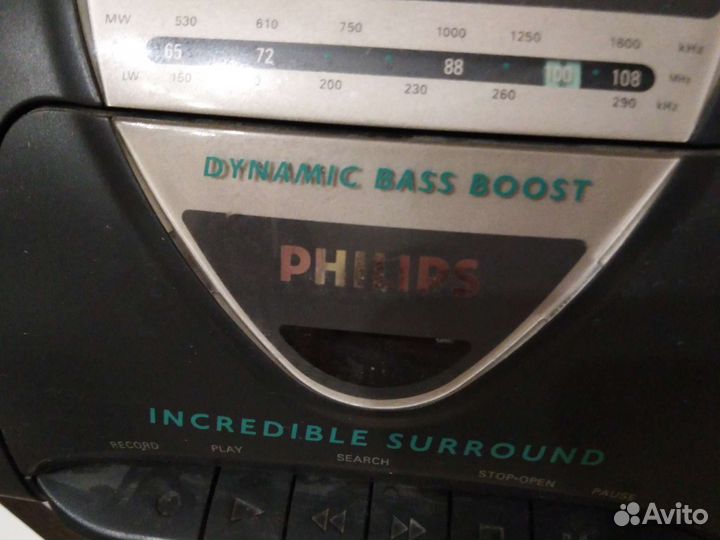 MW 530 610 750 1000 1250 1600 kHz
65 72 88 100 108 MHz
LW 150 200 230 260 290 kHz
DYNAMIC BASS BOOST
PHILIPS
INCREDIBLE SURROUND
RECORD PLAY SEARCH STOP-OPEN PAUSE
Avito